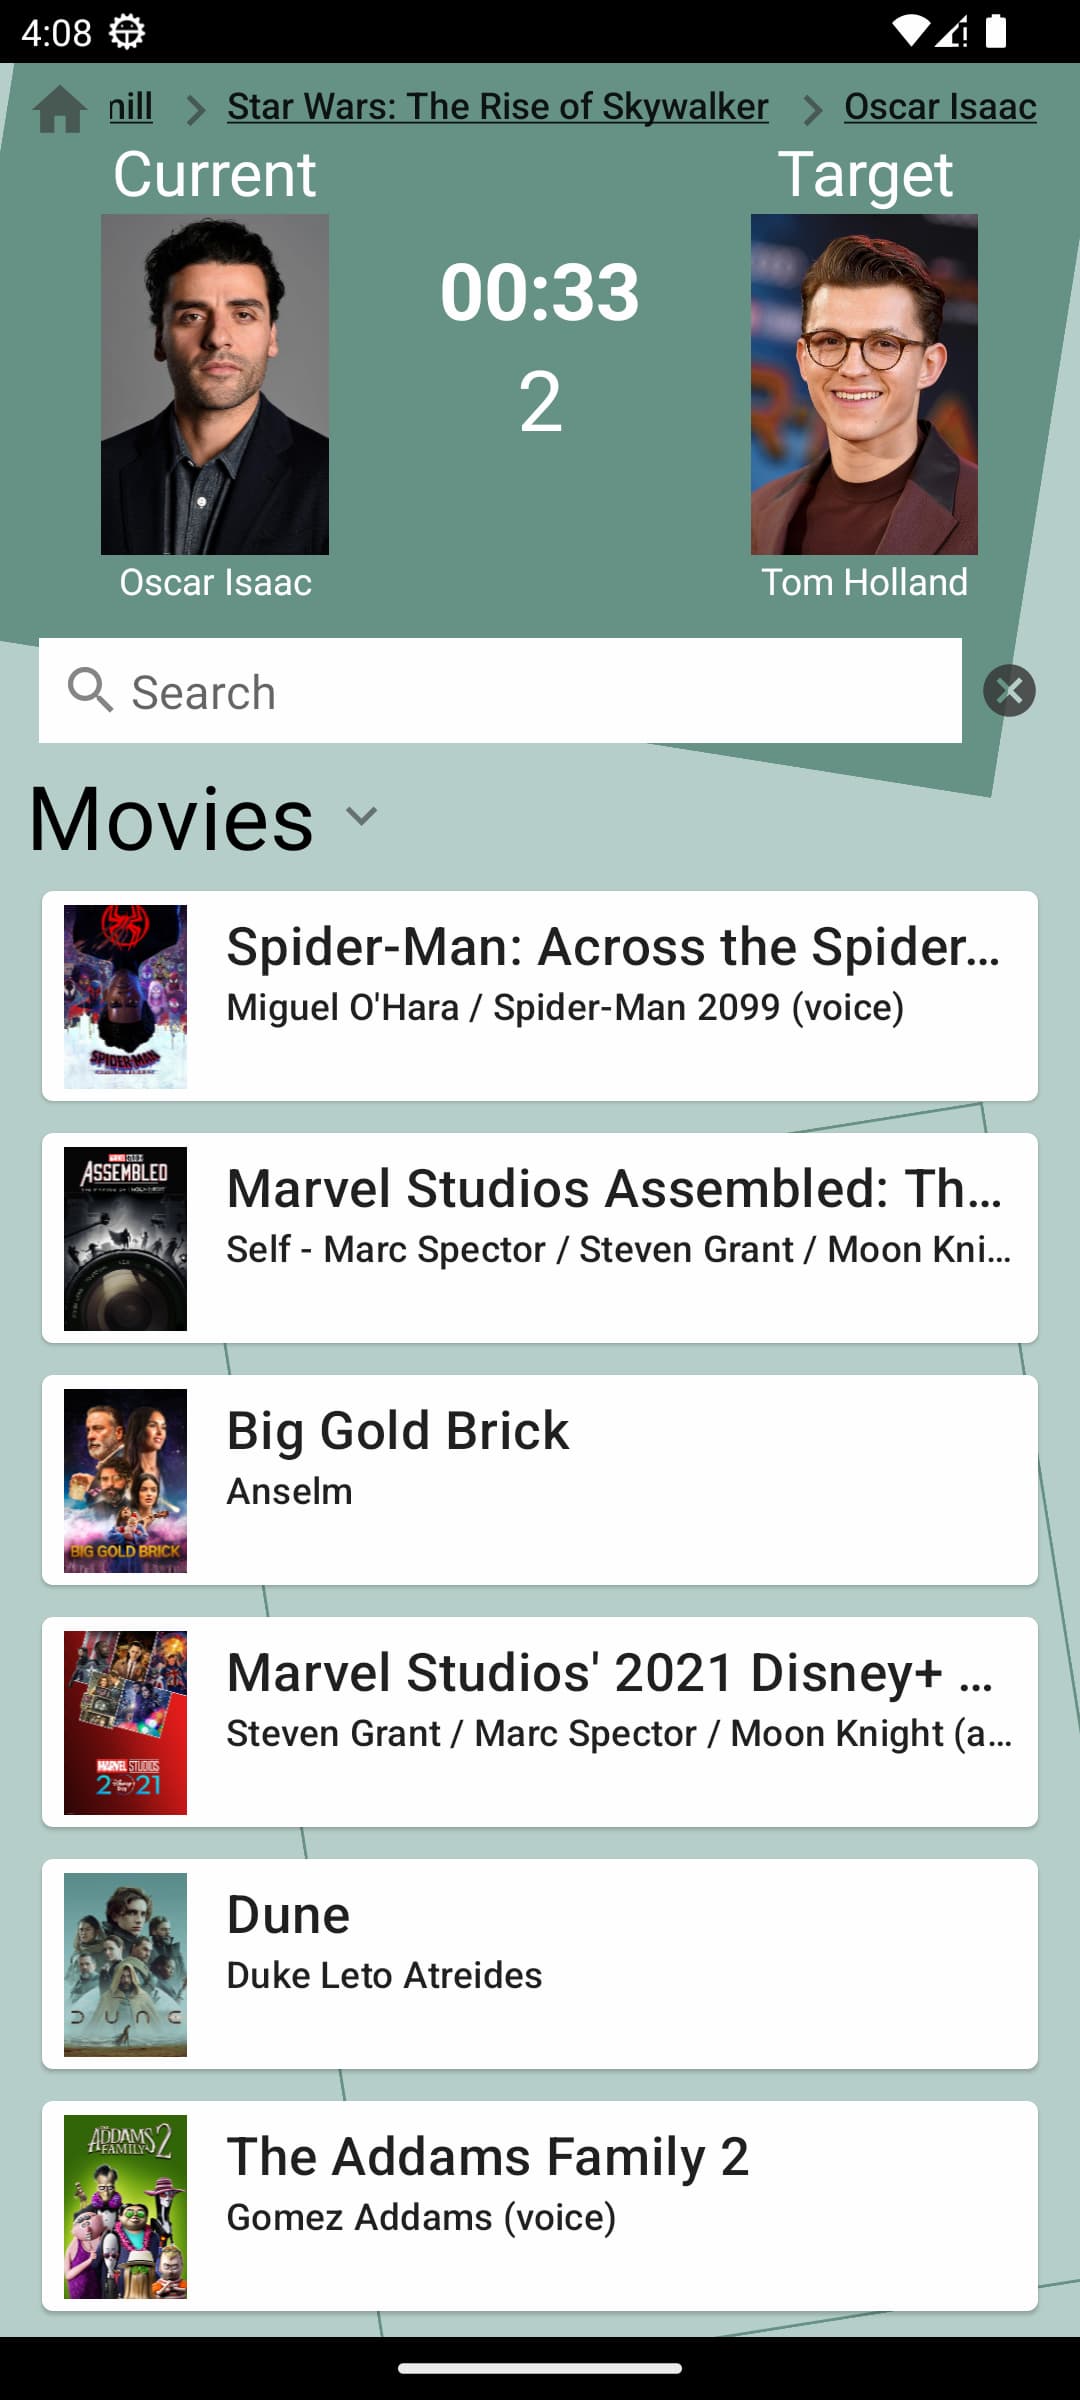 4:08
nill
Star Wars: The Rise of Skywalker
Oscar Isaac
Current
Target
00:33
2
Oscar Isaac
Tom Holland
Search
Movies
Spider-Man: Across the Spider...
Miguel O'Hara / Spider-Man 2099 (voice)
SPIDER-MAN
Marvel Studios Assembled: Th...
Self - Marc Spector / Steven Grant / Moon Kni...
ASSEMBLED
Big Gold Brick
Anselm
BIG GOLD BRICK
Marvel Studios' 2021 Disney+ ...
Steven Grant / Marc Spector / Moon Knight (a...
MARVEL STUDIOS
2021
Dune
Duke Leto Atreides
DUNE
The Addams Family 2
Gomez Addams (voice)
THE
ADDAMS
FAMILY 2